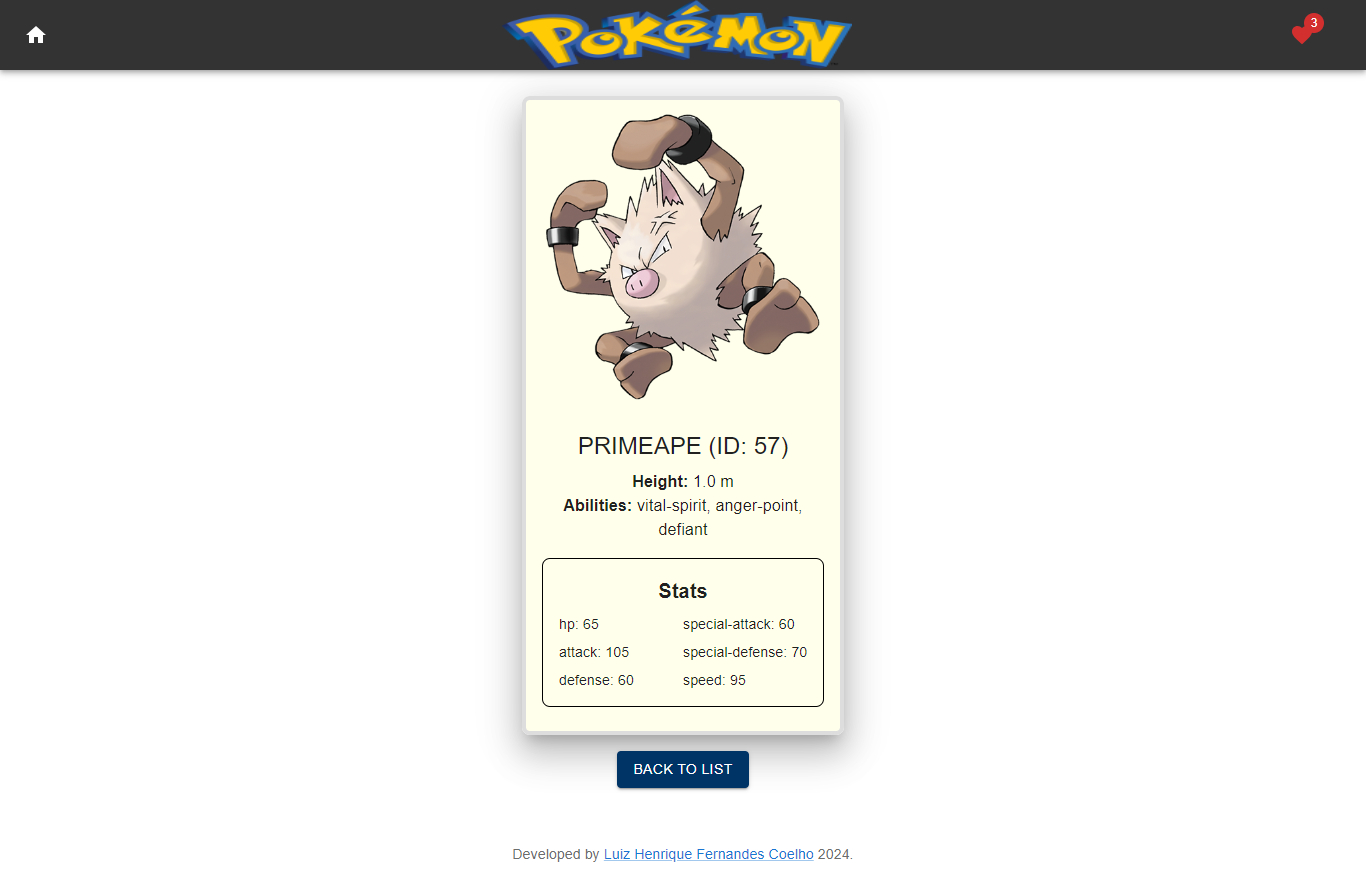 POKéMON
3
PRIMEAPE (ID: 57)
Height: 1.0 m
Abilities: vital-spirit, anger-point,
defiant
Stats
hp: 65
special-attack: 60
attack: 105
special-defense: 70
defense: 60
speed: 95
BACK TO LIST
Developed by Luiz Henrique Fernandes Coelho 2024.